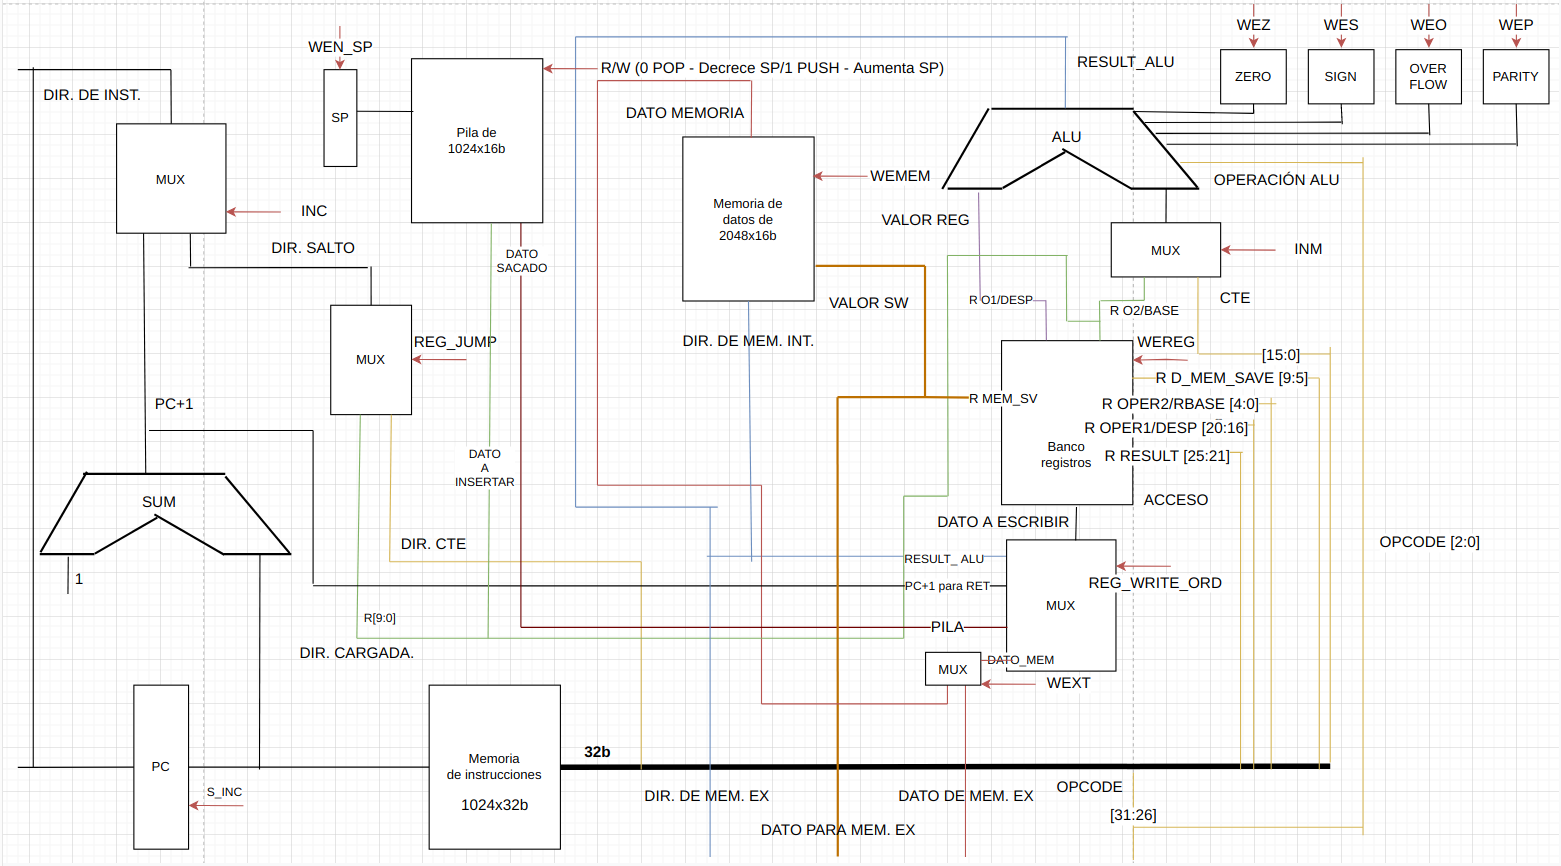 WEN_SP
WEZ
WES
WEO
WEP
R/W (0 POP - Decrece SP/1 PUSH - Aumenta SP)
RESULT_ALU
ZERO
SIGN
OVER
FLOW
PARITY
DIR. DE INST.
SP
DATO MEMORIA
Pila de
1024x16b
ALU
MUX
WEMEM
OPERACIÓN ALU
INC
Memoria de
datos de
2048x16b
VALOR REG
DIR. SALTO
DATO
SACADO
MUX
INM
VALOR SW
R O1/DESP
R O2/BASE
CTE
DIR. DE MEM. INT.
REG_JUMP
MUX
WEREG
[15:0]
R D_MEM_SAVE [9:5]
PC+1
R MEM_SV
R OPER2/RBASE [4:0]
R OPER1/DESP [20:16]
Banco
registros
R RESULT [25:21]
DATO
A
INSERTAR
ACCESO
SUM
DATO A ESCRIBIR
DIR. CTE
OPCODE [2:0]
1
RESULT_ ALU
PC+1 para RET
REG_WRITE_ORD
MUX
R[9:0]
PILA
DIR. CARGADA.
MUX
DATO_MEM
WEXT
32b
PC
Memoria
de instrucciones
1024x32b
S_INC
DIR. DE MEM. EX
DATO DE MEM. EX
OPCODE
[31:26]
DATO PARA MEM. EX